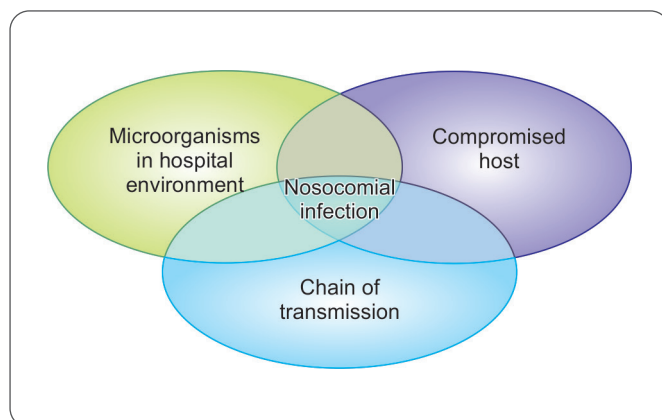 Microorganisms
in hospital
environment
Compromised
host
Nosocomial
infection
Chain of
transmission